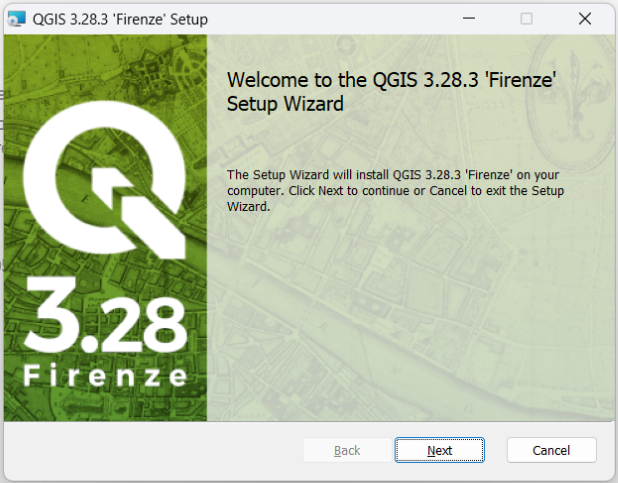 QGIS 3.28.3 'Firenze' Setup
Welcome to the QGIS 3.28.3 'Firenze'
Setup Wizard
The Setup Wizard will install QGIS 3.28.3 'Firenze' on your
computer. Click Next to continue or Cancel to exit the Setup
Wizard.
3.28
Firenze
Back
Next
Cancel